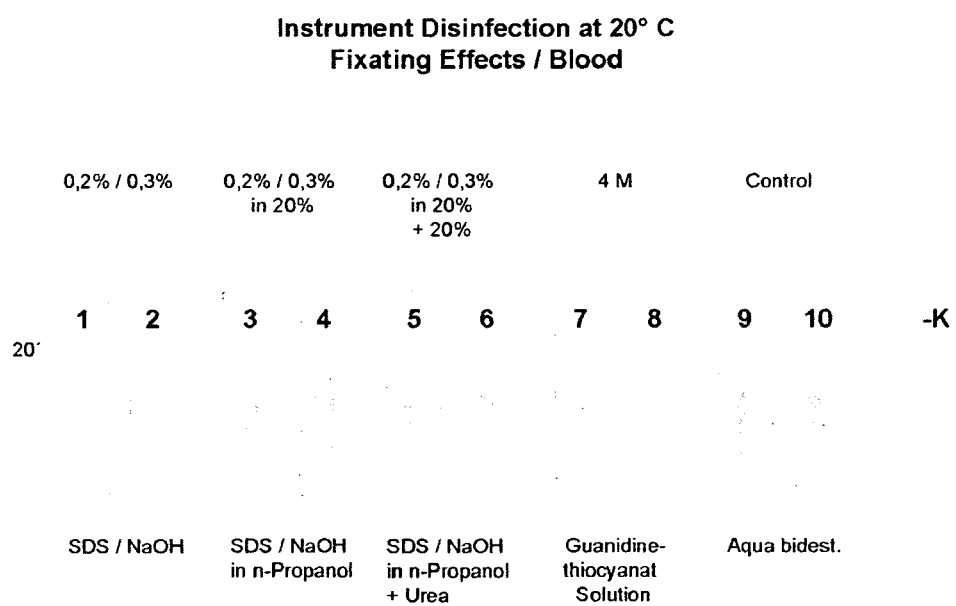 Instrument Disinfection at 20° C
Fixating Effects / Blood
0,2% / 0,3%
0,2% / 0,3%
in 20%
0,2% / 0,3%
in 20%
+ 20%
4 M
Control
1 2 3 4 5 6 7 8 9 10 -K
20´
SDS / NaOH
SDS / NaOH
in n-Propanol
SDS / NaOH
in n-Propanol
+ Urea
Guanidine-
thiocyanat
Solution
Aqua bidest.